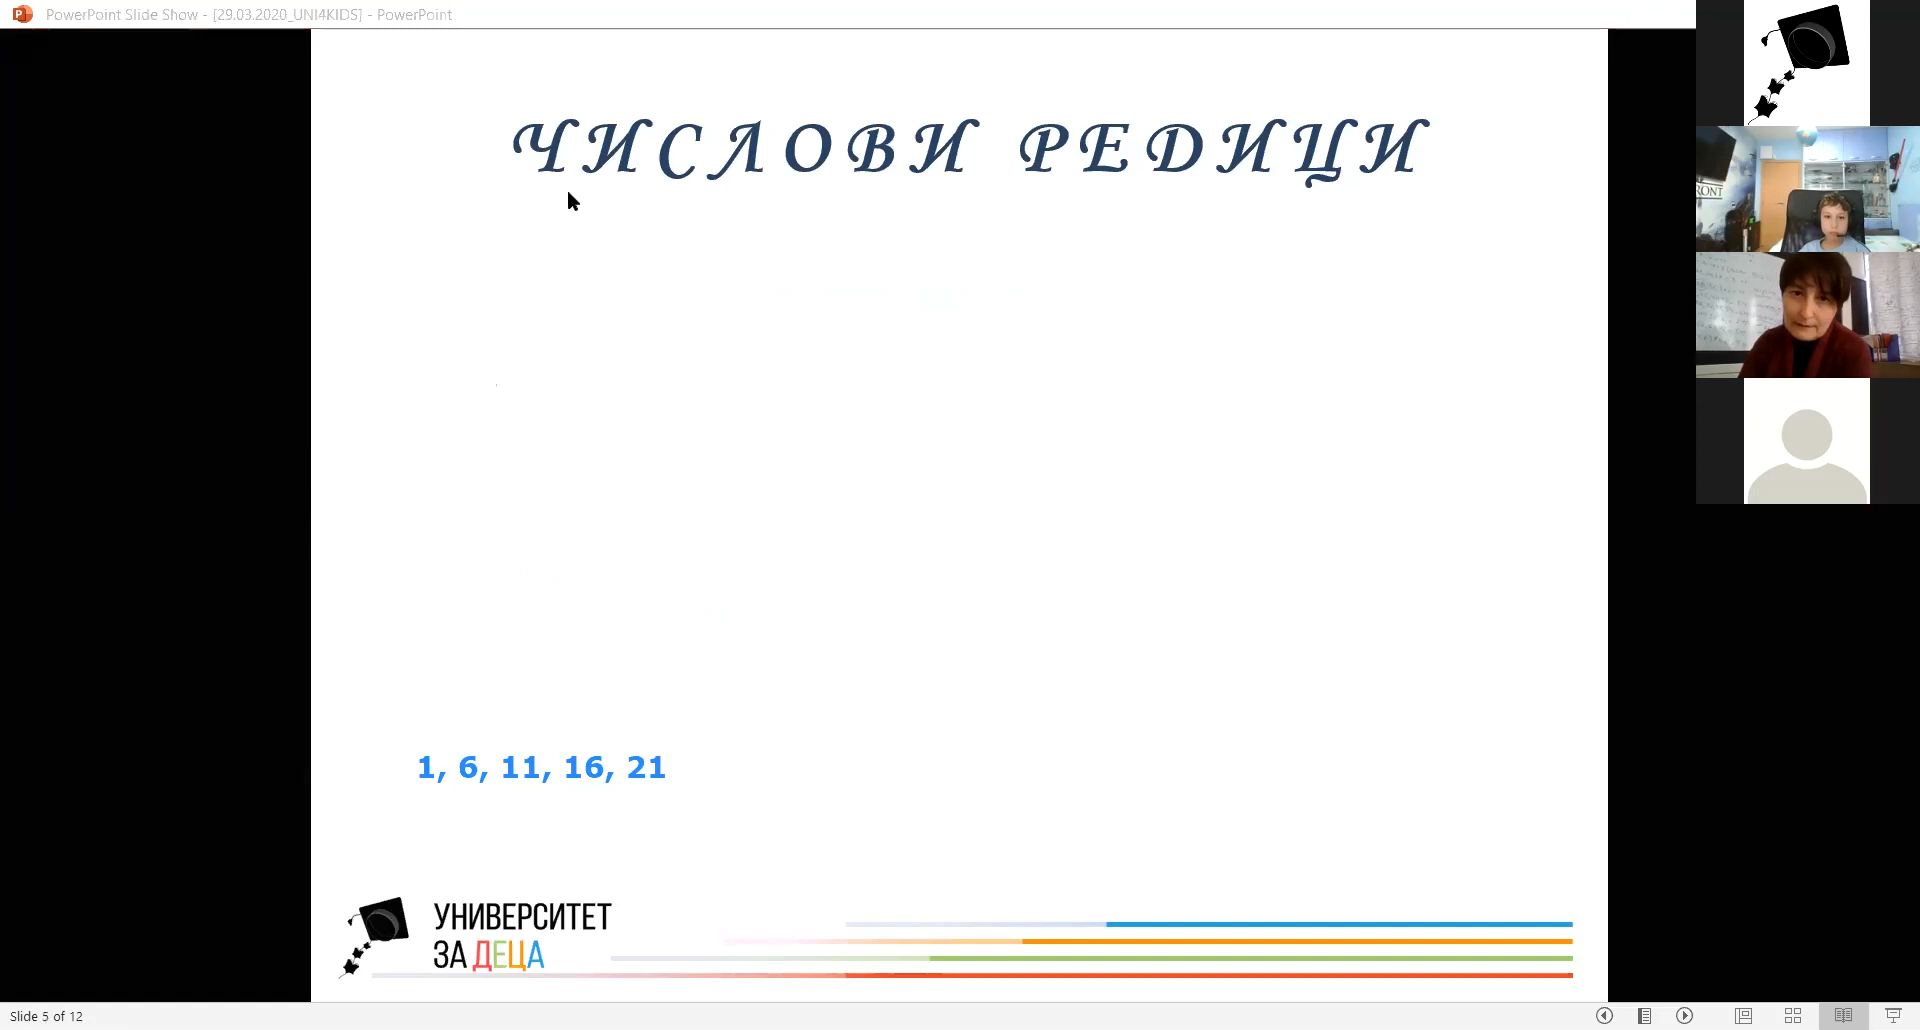 PowerPoint Slide Show - [29.03.2020_UNI4KIDS] - PowerPoint
ЧИСЛОВИ РЕДИЦИ
RONT
1, 6, 11, 16, 21
УНИВЕРСИТЕТ
ЗА ДЕЦА
Slide 5 of 12